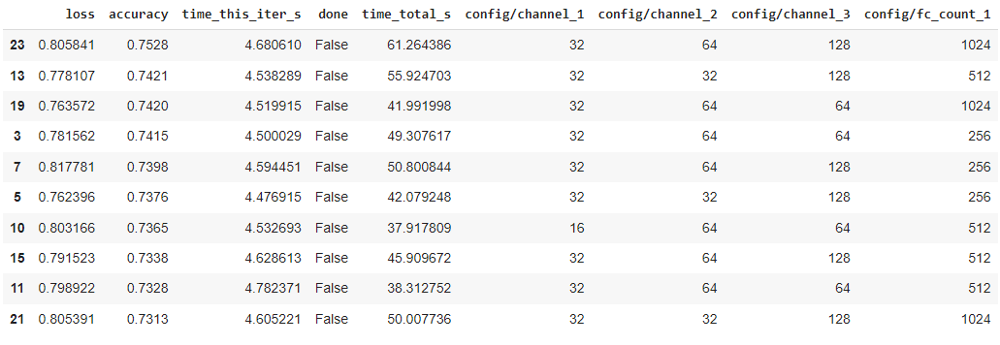 loss accuracy time_this_iter_s done time_total_s config/channel_1 config/channel_2 config/channel_3 config/fc_count_1
23 0.805841 0.7528 4.680610 False 61.264386 32 64 128 1024
13 0.778107 0.7421 4.538289 False 55.924703 32 32 128 512
19 0.763572 0.7420 4.519915 False 41.991998 32 64 64 1024
3 0.781562 0.7415 4.500029 False 49.307617 32 64 64 256
7 0.817781 0.7398 4.594451 False 50.800844 32 64 128 256
5 0.762396 0.7376 4.476915 False 42.079248 32 32 128 256
10 0.803166 0.7365 4.532693 False 37.917809 16 64 64 512
15 0.791523 0.7338 4.628613 False 45.909672 32 64 128 512
11 0.798922 0.7328 4.782371 False 38.312752 32 64 64 512
21 0.805391 0.7313 4.605221 False 50.007736 32 32 128 1024